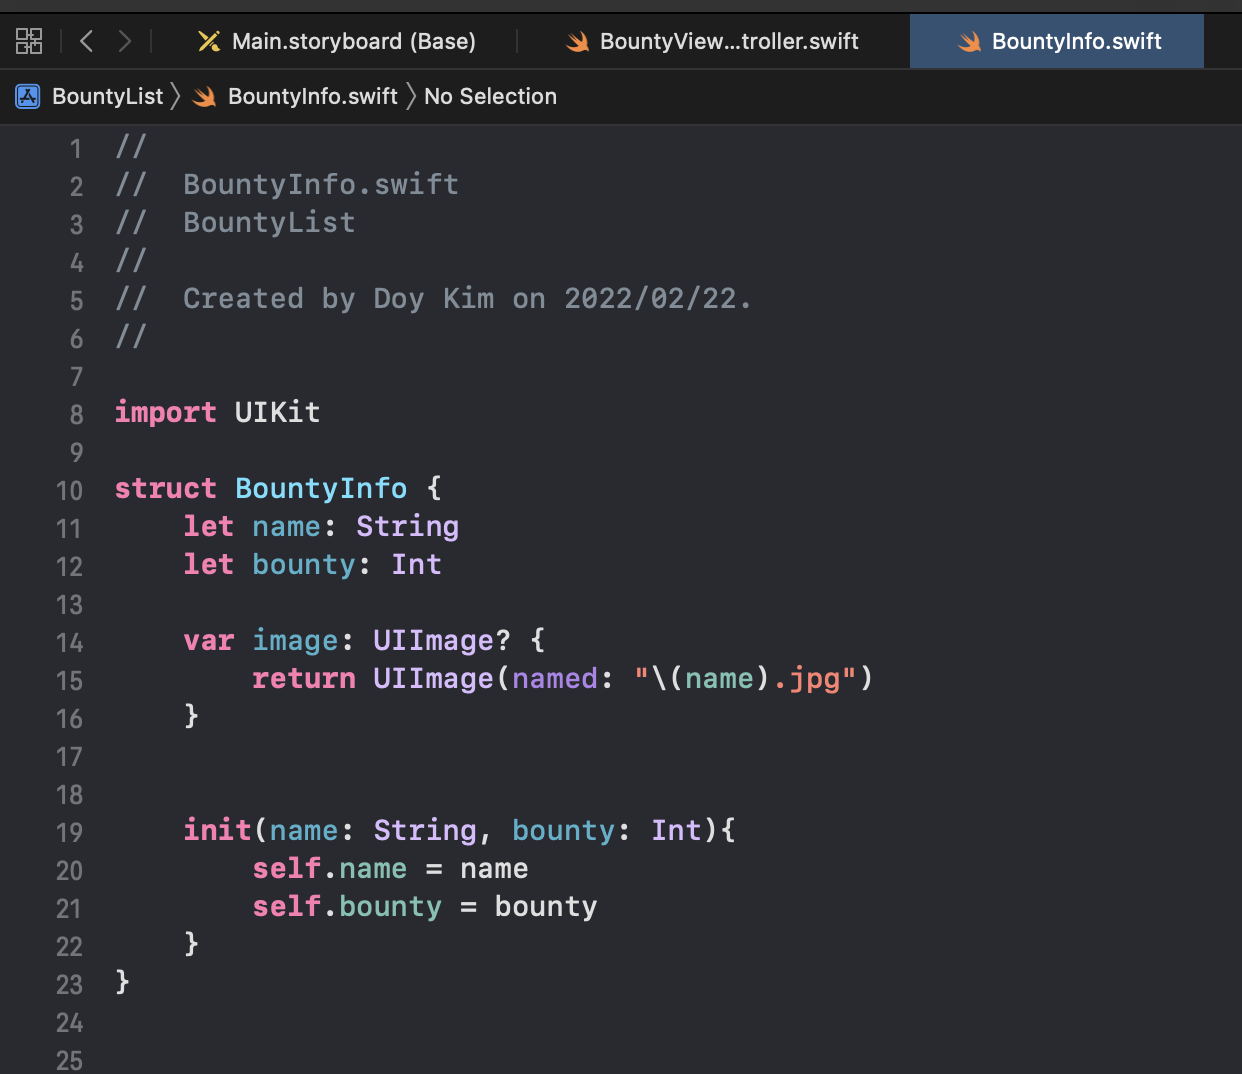 Main.storyboard (Base) BountyView...troller.swift BountyInfo.swift
BountyList BountyInfo.swift No Selection
1 //
2 //  BountyInfo.swift
3 //  BountyList
4 //
5 //  Created by Doy Kim on 2022/02/22.
6 //
7
8 import UIKit
9
10 struct BountyInfo {
11     let name: String
12     let bounty: Int
13
14     var image: UIImage? {
15         return UIImage(named: "\(name).jpg")
16     }
17
18
19     init(name: String, bounty: Int){
20         self.name = name
21         self.bounty = bounty
22     }
23 }
24
25